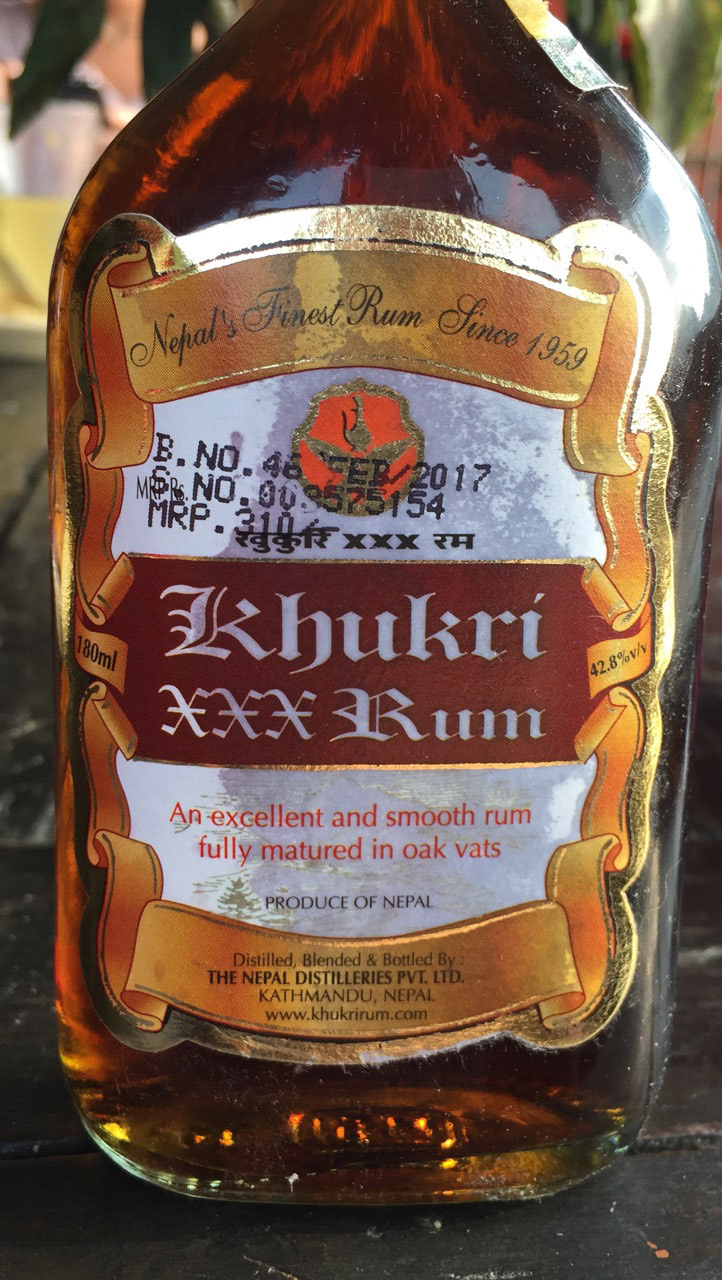 Nepal's Finest Rum Since 1959
B.NO.46 FEB 2017
S.NO.
MRP. 310/=
खुकुरी xxx रम
Khukri
180ml
42.8%v/v
XXX Rum
An excellent and smooth rum
fully matured in oak vats
PRODUCE OF NEPAL
Distilled, Blended & Bottled By :
THE NEPAL DISTILLERIES PVT. LTD.
KATHMANDU, NEPAL
www.khukrirum.com